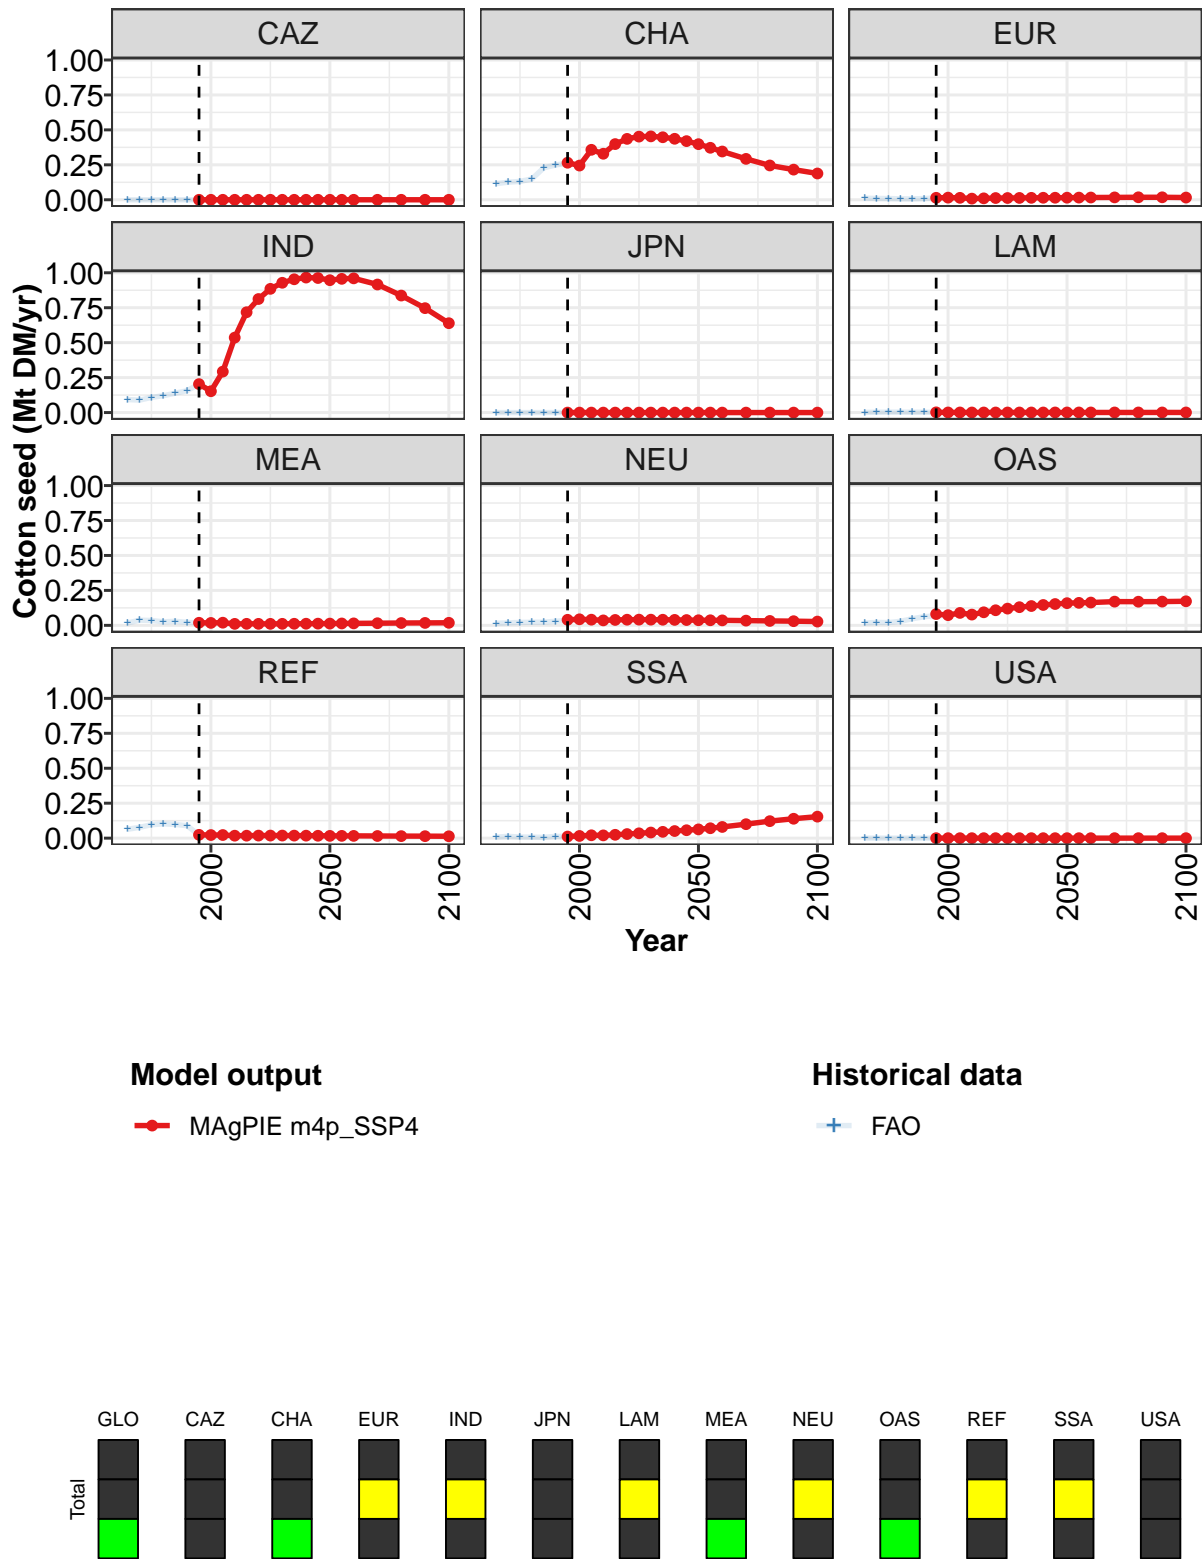 CAZ CHA EUR
1.00
0.75
0.50
0.25
0.00
IND JPN LAM
1.00
0.75
0.50
0.25
0.00
MEA NEU OAS
1.00
0.75
0.50
0.25
0.00
REF SSA USA
1.00
0.75
0.50
0.25
0.00
Cotton seed (Mt DM/yr)
2000 2050 2100 2000 2050 2100 2000 2050 2100
Year
Model output Historical data
MAgPIE m4p_SSP4 FAO
GLO CAZ CHA EUR IND JPN LAM MEA NEU OAS REF SSA USA
Total